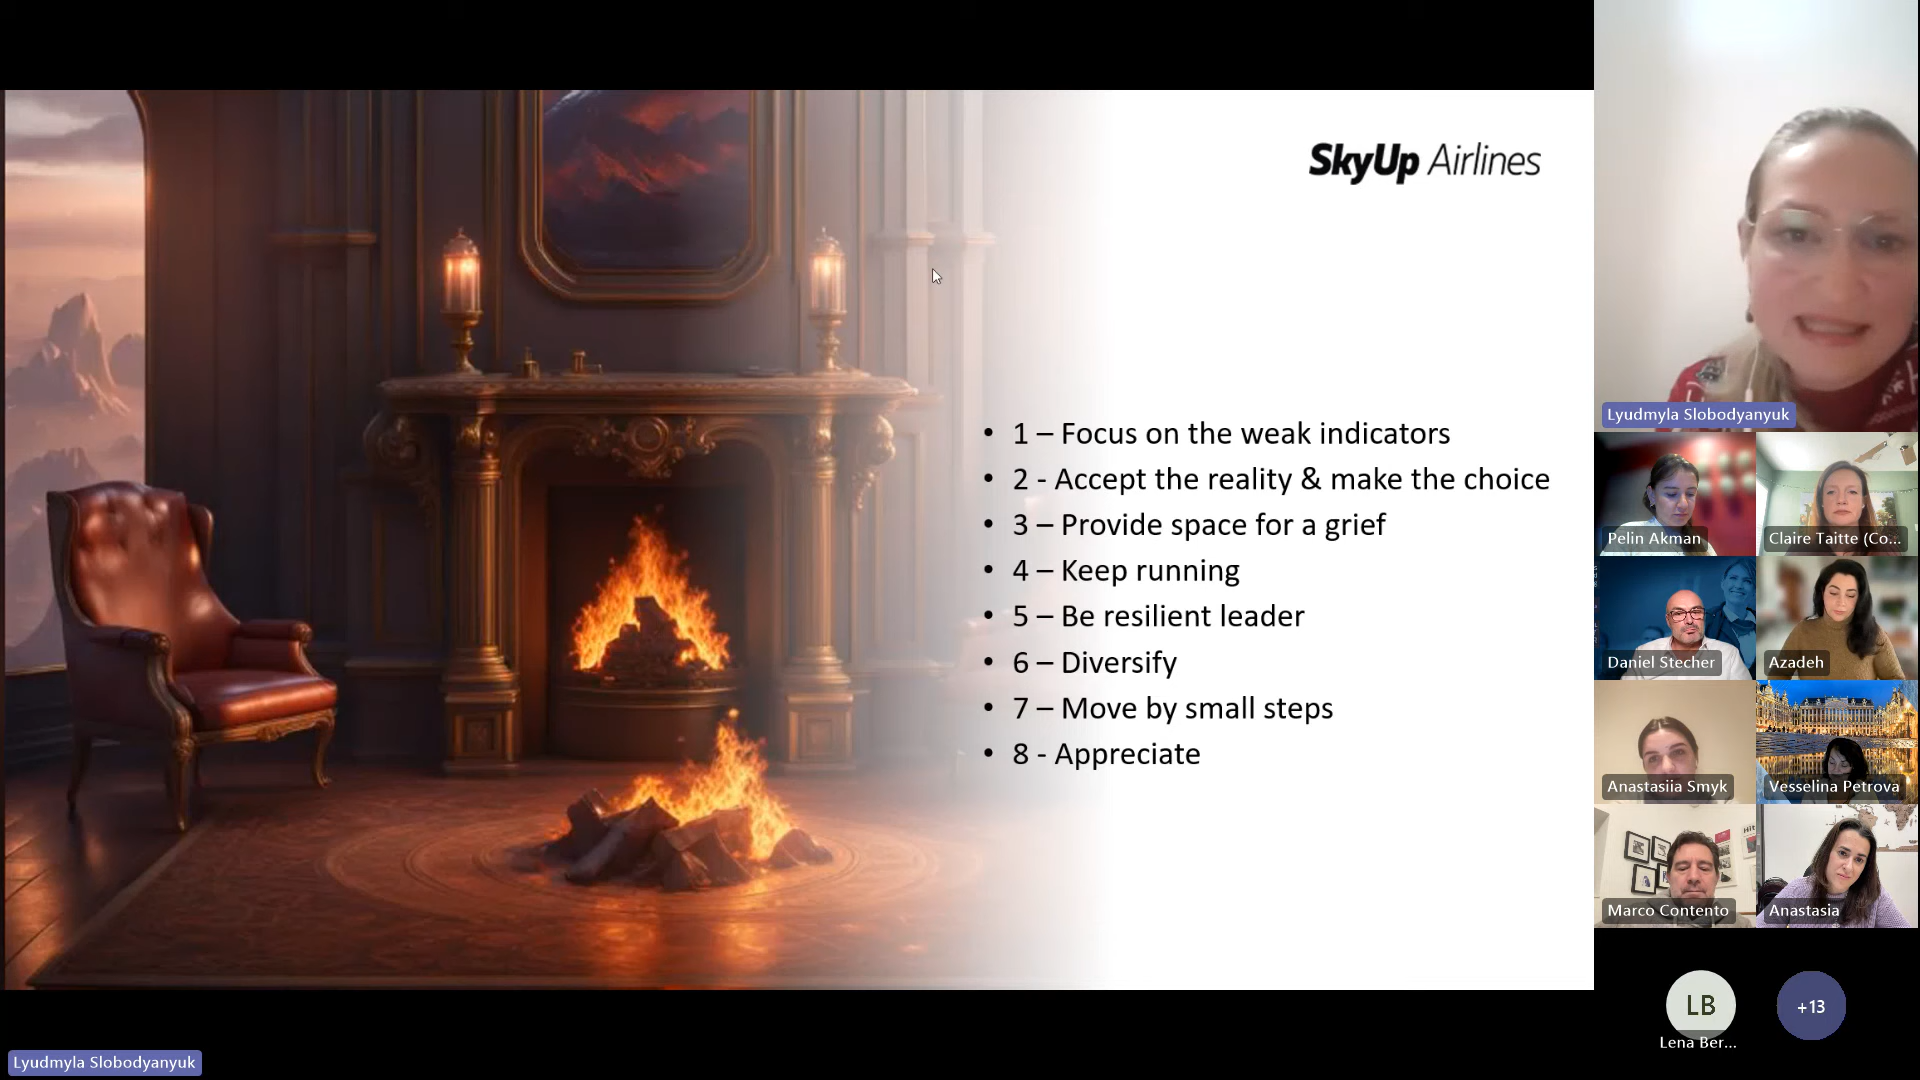 SkyUp Airlines
• 1 – Focus on the weak indicators
• 2 - Accept the reality & make the choice
• 3 – Provide space for a grief
• 4 – Keep running
• 5 – Be resilient leader
• 6 – Diversify
• 7 – Move by small steps
• 8 - Appreciate
Lyudmyla Slobodyanyuk
Pelin Akman
Claire Taitte (Co...
Daniel Stecher
Azadeh
Anastasiia Smyk
Vesselina Petrova
Marco Contento
Anastasia
LB
+13
Lena Ber...
Lyudmyla Slobodyanyuk